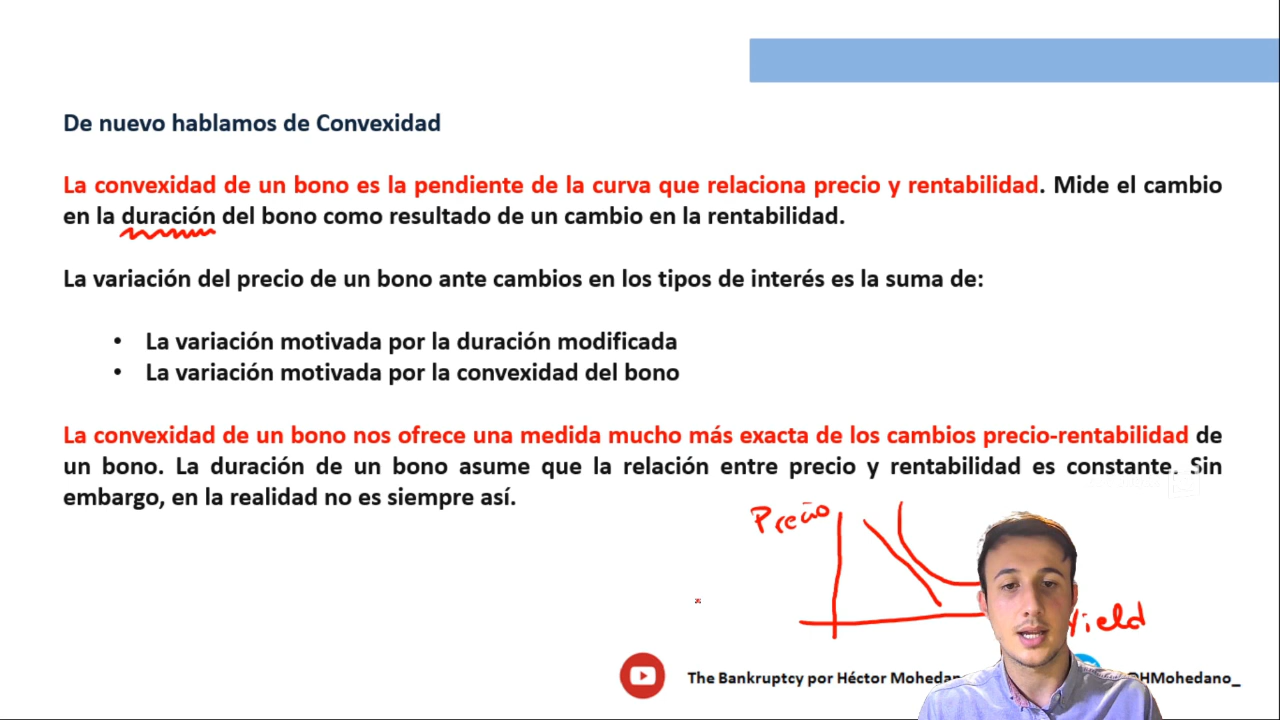 De nuevo hablamos de Convexidad
La convexidad de un bono es la pendiente de la curva que relaciona precio y rentabilidad. Mide el cambio
en la duración del bono como resultado de un cambio en la rentabilidad.
La variación del precio de un bono ante cambios en los tipos de interés es la suma de:
• La variación motivada por la duración modificada
• La variación motivada por la convexidad del bono
La convexidad de un bono nos ofrece una medida mucho más exacta de los cambios precio-rentabilidad de
un bono. La duración de un bono asume que la relación entre precio y rentabilidad es constante. Sin
embargo, en la realidad no es siempre así.
Precio
Yield
The Bankruptcy por Héctor Mohedano
@HMohedano_